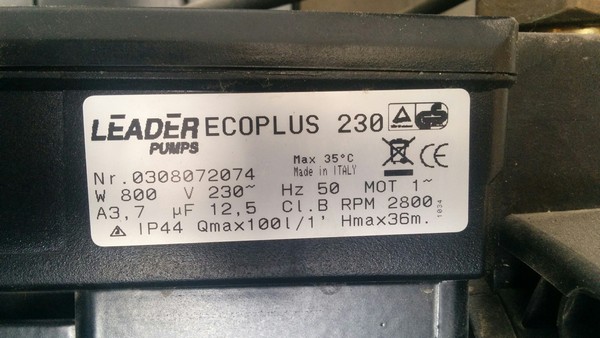 LEADER ECOPLUS 230
PUMPS
Max 35°C
Made in ITALY
Nr.0308072074
W 800 V 230~ Hz 50 MOT 1~
A3,7 µF 12,5 Cl.B RPM 2800
IP44 Qmax100l/1' Hmax36m.
1034
CE